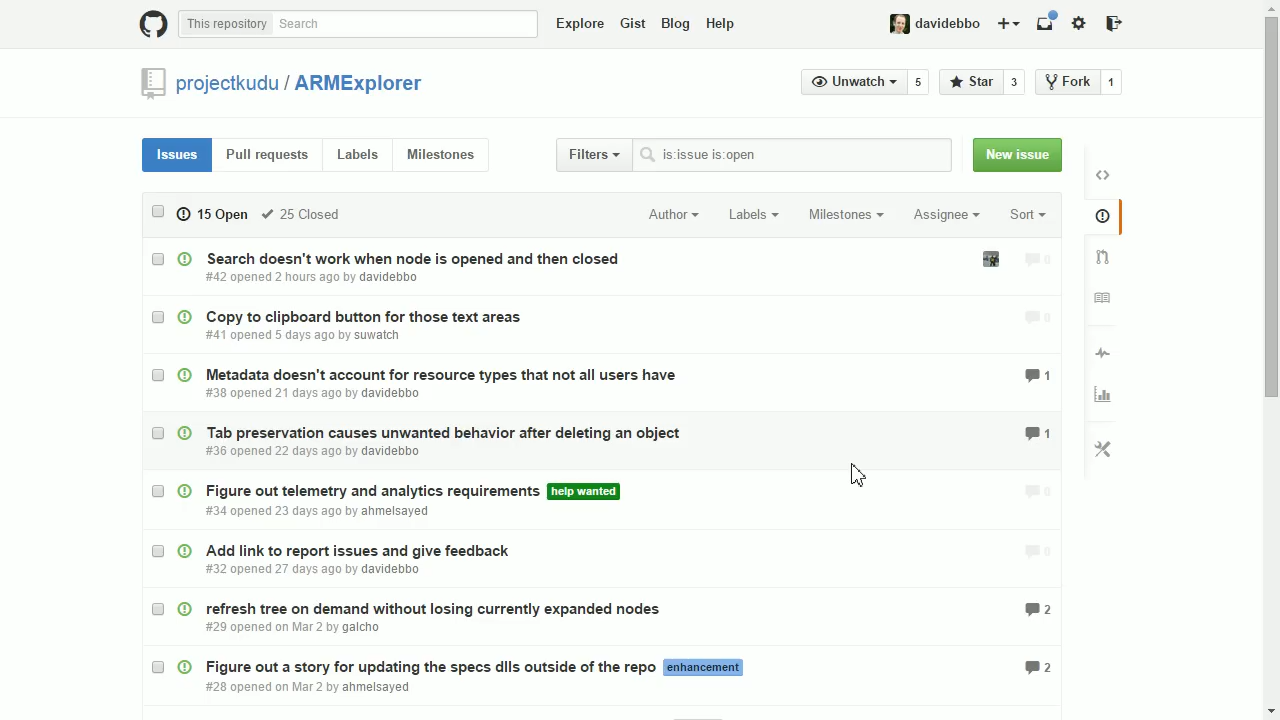 This repository Search Explore Gist Blog Help davidebbo
projectkudu / ARMExplorer Unwatch 5 Star 3 Fork 1
Issues Pull requests Labels Milestones Filters is:issue is:open New issue
15 Open 25 Closed Author Labels Milestones Assignee Sort
Search doesn't work when node is opened and then closed 0
#42 opened 2 hours ago by davidebbo
Copy to clipboard button for those text areas 0
#41 opened 5 days ago by suwatch
Metadata doesn't account for resource types that not all users have 1
#38 opened 21 days ago by davidebbo
Tab preservation causes unwanted behavior after deleting an object 1
#36 opened 22 days ago by davidebbo
Figure out telemetry and analytics requirements help wanted 0
#34 opened 23 days ago by ahmelsayed
Add link to report issues and give feedback 0
#32 opened 27 days ago by davidebbo
refresh tree on demand without losing currently expanded nodes 2
#29 opened on Mar 2 by galcho
Figure out a story for updating the specs dlls outside of the repo enhancement 2
#28 opened on Mar 2 by ahmelsayed